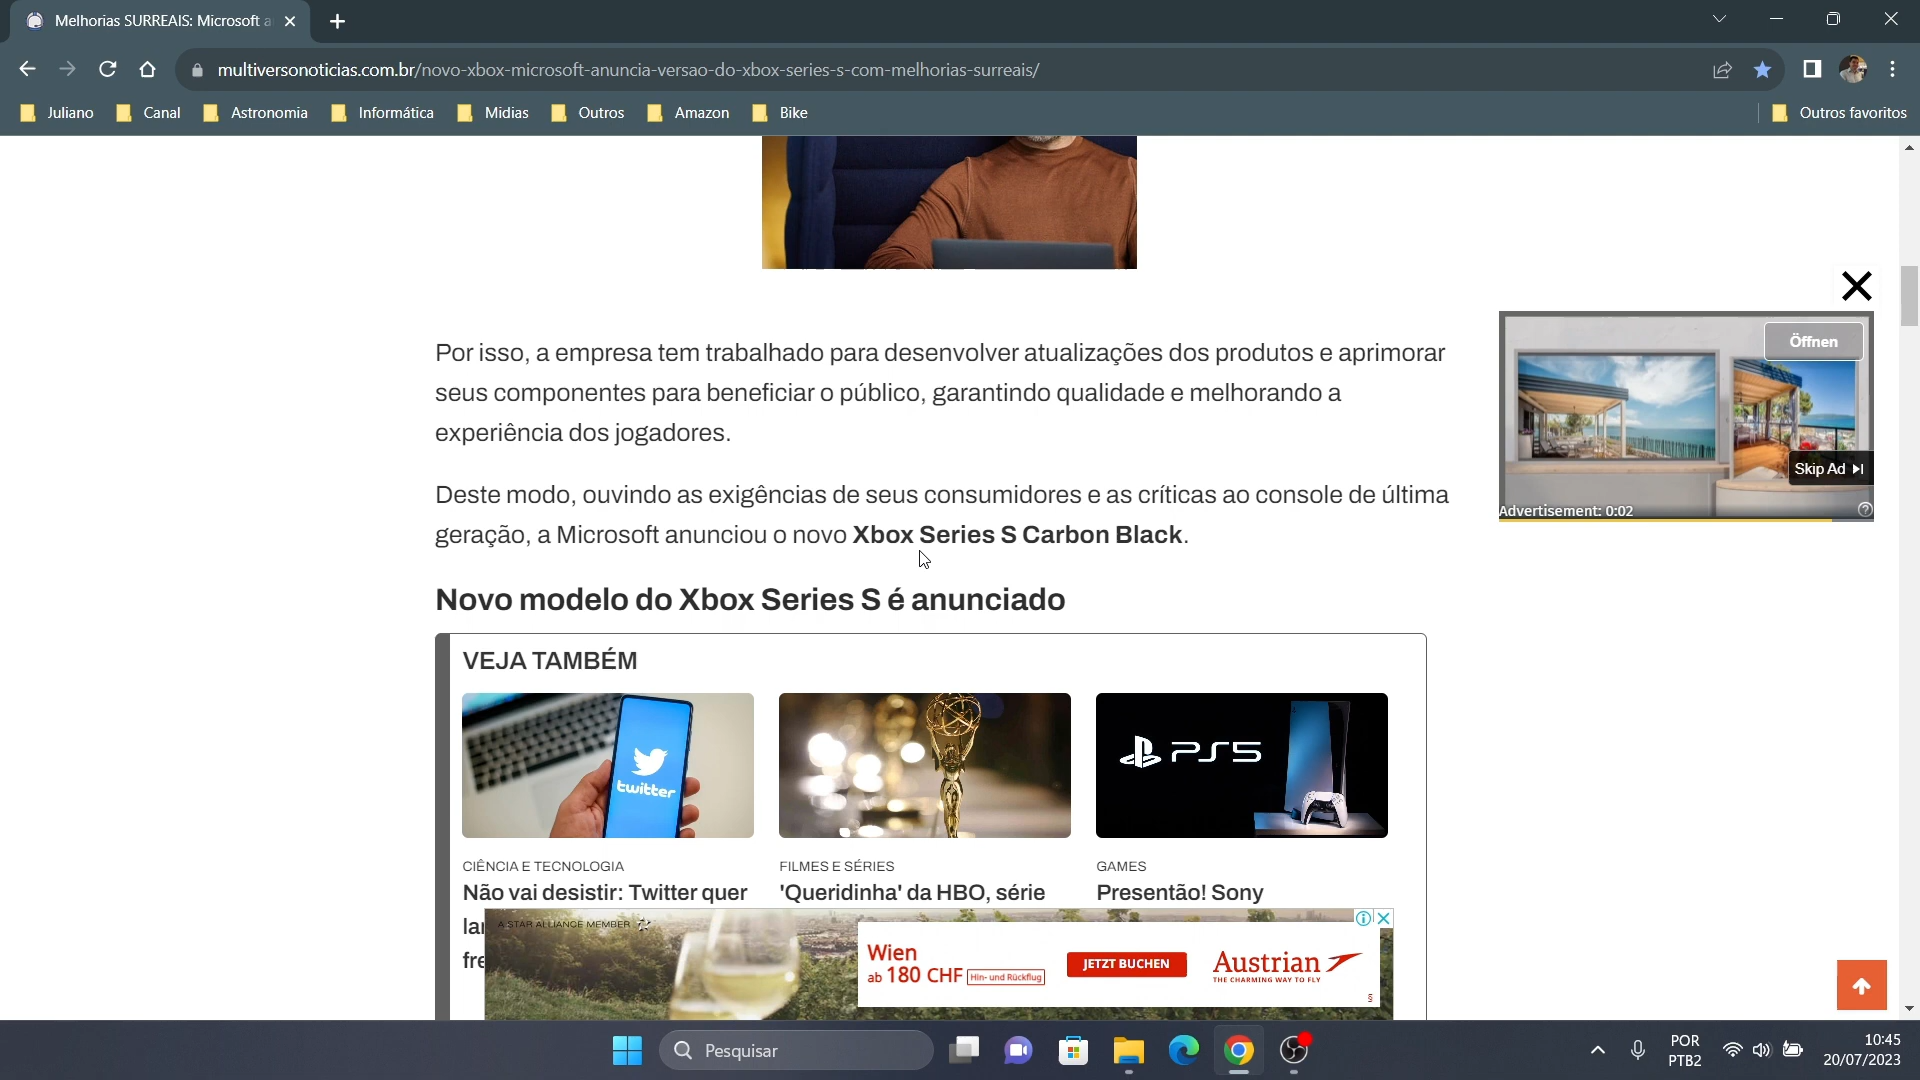 Melhorias SURREAIS: Microsoft a
multiversonoticias.com.br/novo-xbox-microsoft-anuncia-versao-do-xbox-series-s-com-melhorias-surreais/
Juliano
Canal
Astronomia
Informática
Midias
Outros
Amazon
Bike
Outros favoritos
Öffnen
Skip Ad
Advertisement: 0:02
Por isso, a empresa tem trabalhado para desenvolver atualizações dos produtos e aprimorar
seus componentes para beneficiar o público, garantindo qualidade e melhorando a
experiência dos jogadores.
Deste modo, ouvindo as exigências de seus consumidores e as críticas ao console de última
geração, a Microsoft anunciou o novo Xbox Series S Carbon Black.
Novo modelo do Xbox Series S é anunciado
VEJA TAMBÉM
twitter
PS5
CIÊNCIA E TECNOLOGIA
Não vai desistir: Twitter quer
lan
fre
FILMES E SÉRIES
'Queridinha' da HBO, série
GAMES
Presentão! Sony
A STAR ALLIANCE MEMBER
Wien
ab 180 CHF Hin- und Rückflug
JETZT BUCHEN
Austrian
THE CHARMING WAY TO FLY
§
Pesquisar
POR
PTB2
10:45
20/07/2023